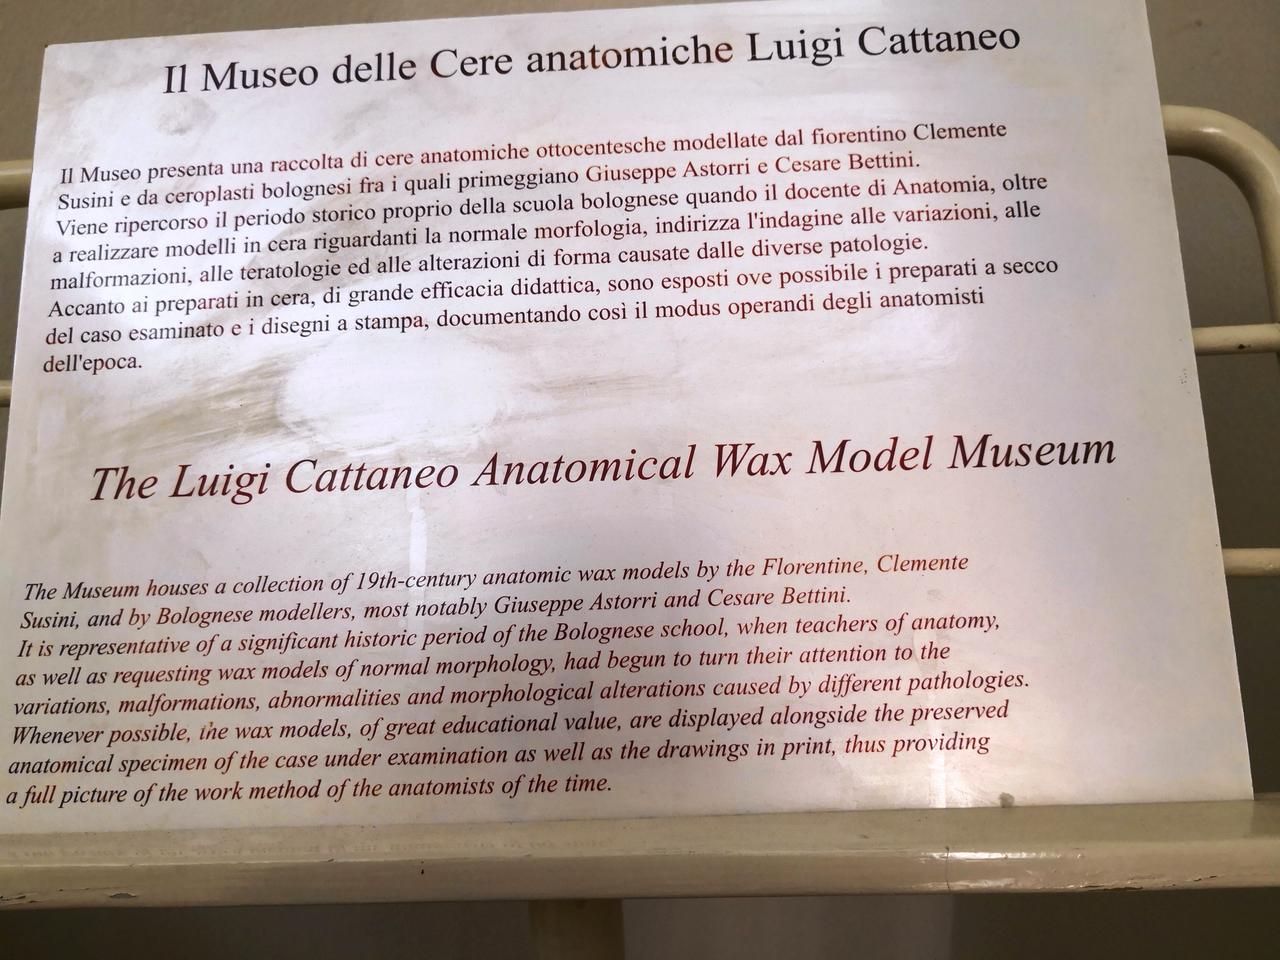 Il Museo delle Cere anatomiche Luigi Cattaneo
Il Museo presenta una raccolta di cere anatomiche ottocentesche modellate dal fiorentino Clemente
Susini e da ceroplasti bolognesi fra i quali primeggiano Giuseppe Astorri e Cesare Bettini.
Viene ripercorso il periodo storico proprio della scuola bolognese quando il docente di Anatomia, oltre
a realizzare modelli in cera riguardanti la normale morfologia, indirizza l'indagine alle variazioni, alle
malformazioni, alle teratologie ed alle alterazioni di forma causate dalle diverse patologie.
Accanto ai preparati in cera, di grande efficacia didattica, sono esposti ove possibile i preparati a secco
del caso esaminato e i disegni a stampa, documentando così il modus operandi degli anatomisti
dell'epoca.
The Luigi Cattaneo Anatomical Wax Model Museum
The Museum houses a collection of 19th-century anatomic wax models by the Florentine, Clemente
Susini, and by Bolognese modellers, most notably Giuseppe Astorri and Cesare Bettini.
It is representative of a significant historic period of the Bolognese school, when teachers of anatomy,
as well as requesting wax models of normal morphology, had begun to turn their attention to the
variations, malformations, abnormalities and morphological alterations caused by different pathologies.
Whenever possible, the wax models, of great educational value, are displayed alongside the preserved
anatomical specimen of the case under examination as well as the drawings in print, thus providing
a full picture of the work method of the anatomists of the time.